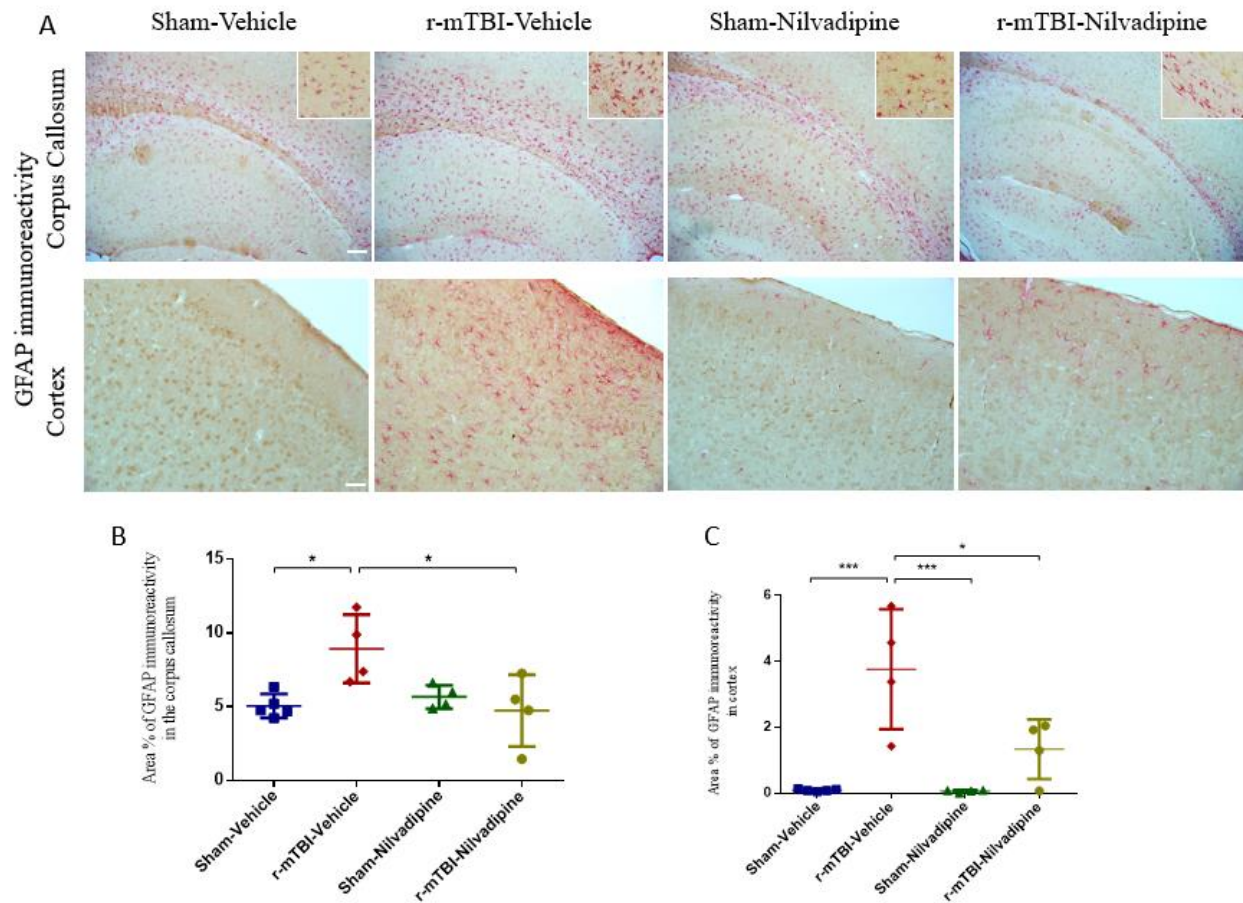 A
Sham-Vehicle
r-mTBI-Vehicle
Sham-Nilvadipine
r-mTBI-Nilvadipine
GFAP immunoreactivity
Corpus Callosum
Cortex
B
Area % of GFAP immunoreactivity
in the corpus callosum
15
10
5
0
*
*
Sham-Vehicle
r-mTBI-Vehicle
Sham-Nilvadipine
r-mTBI-Nilvadipine
C
Area % of GFAP immunoreactivity
in cortex
6
4
2
0
*
***
***
Sham-Vehicle
r-mTBI-Vehicle
Sham-Nilvadipine
r-mTBI-Nilvadipine